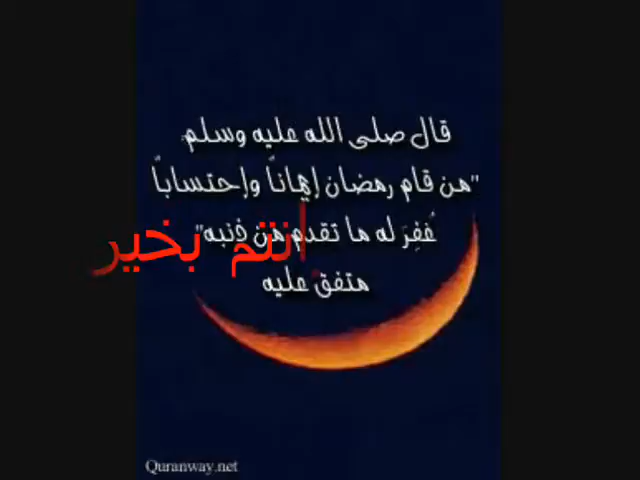 قال صلى الله عليه وسلم
"من قام رمضان إيماناً وإحتساباً
غُفِرَ له ما تقدم من ذنبه"
انتم بخير
متفق عليه
Quranway.net